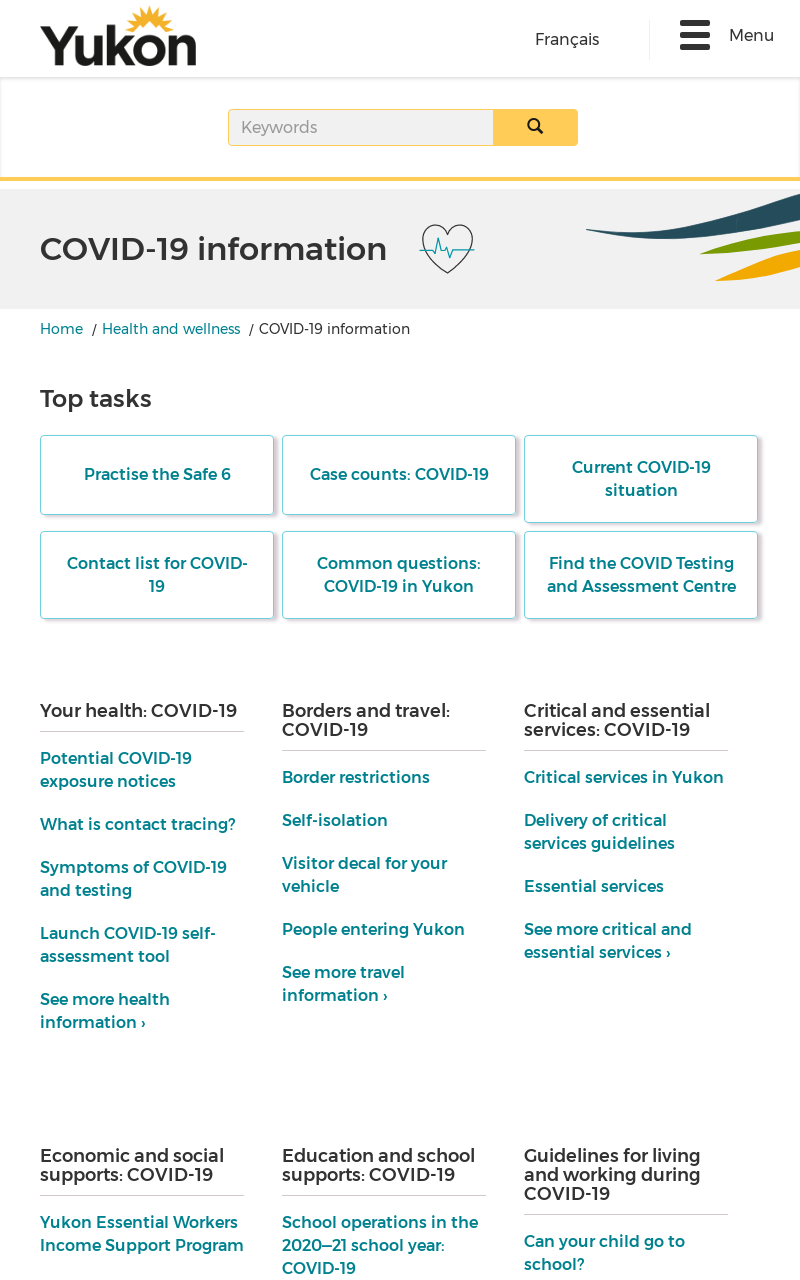 Yukon
Français
Menu
Keywords
COVID-19 information
Home / Health and wellness / COVID-19 information
Top tasks
Practise the Safe 6
Case counts: COVID-19
Current COVID-19
situation
Contact list for COVID-
19
Common questions:
COVID-19 in Yukon
Find the COVID Testing
and Assessment Centre
Your health: COVID-19
Potential COVID-19
exposure notices
What is contact tracing?
Symptoms of COVID-19
and testing
Launch COVID-19 self-
assessment tool
See more health
information ›
Borders and travel:
COVID-19
Border restrictions
Self-isolation
Visitor decal for your
vehicle
People entering Yukon
See more travel
information ›
Critical and essential
services: COVID-19
Critical services in Yukon
Delivery of critical
services guidelines
Essential services
See more critical and
essential services ›
Economic and social
supports: COVID-19
Yukon Essential Workers
Income Support Program
Education and school
supports: COVID-19
School operations in the
2020—21 school year:
COVID-19
Guidelines for living
and working during
COVID-19
Can your child go to
school?